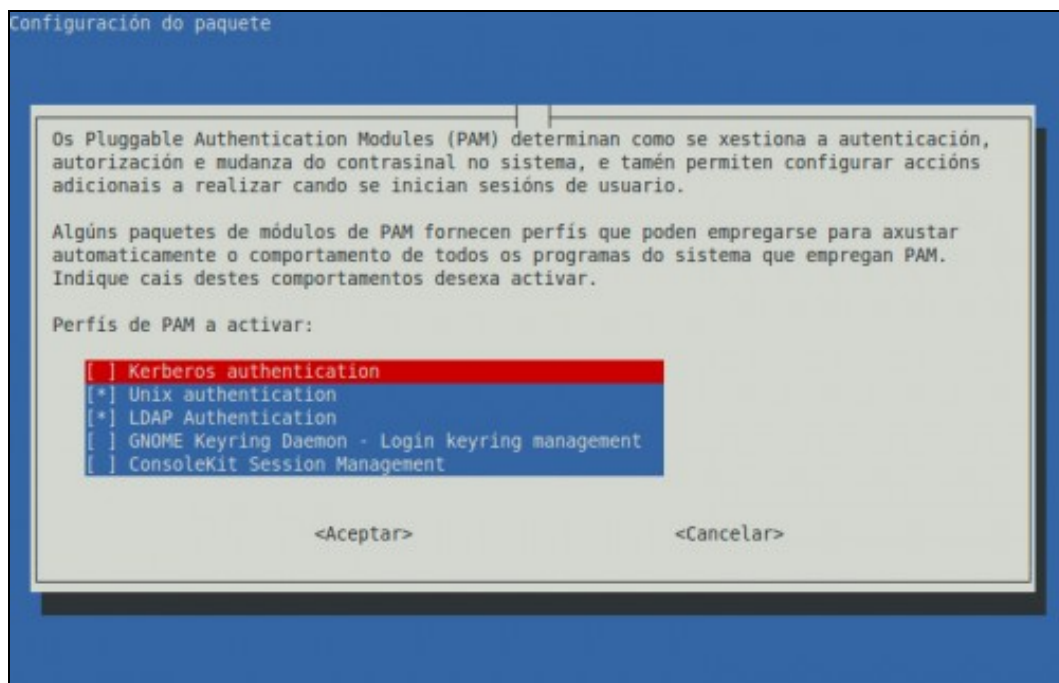 Configuración do paquete
Os Pluggable Authentication Modules (PAM) determinan como se xestiona a autenticación,
autorización e mudanza do contrasinal no sistema, e tamén permiten configurar accións
adicionais a realizar cando se inician sesións de usuario.
Algúns paquetes de módulos de PAM fornecen perfís que poden empregarse para axustar
automaticamente o comportamento de todos os programas do sistema que empregan PAM.
Indique cais destes comportamentos desexa activar.
Perfís de PAM a activar:
[ ] Kerberos authentication
[*] Unix authentication
[*] LDAP Authentication
[ ] GNOME Keyring Daemon - Login keyring management
[ ] ConsoleKit Session Management
<Aceptar> <Cancelar>